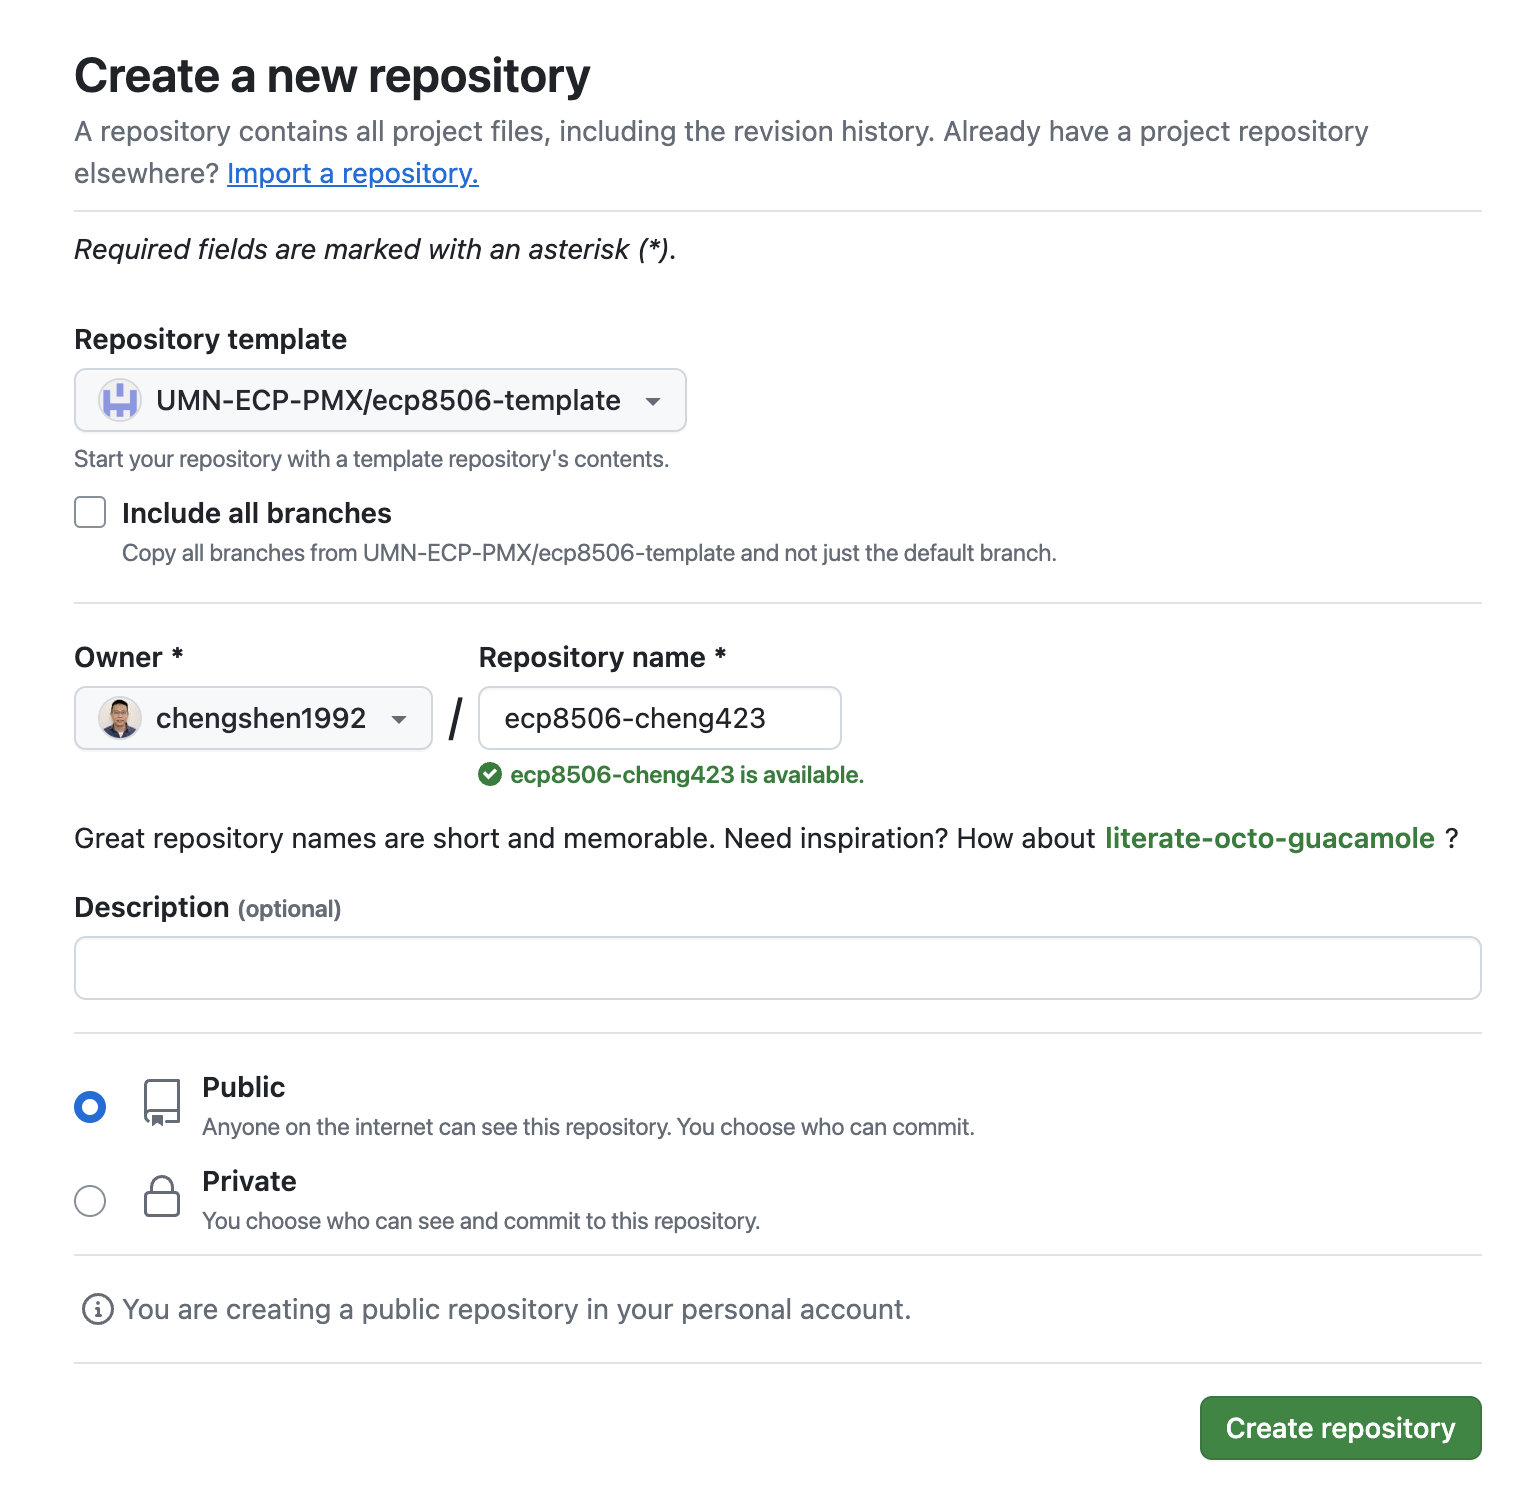 Create a new repository
A repository contains all project files, including the revision history. Already have a project repository
elsewhere? Import a repository.
Required fields are marked with an asterisk (*).
Repository template
UMN-ECP-PMX/ecp8506-template
Start your repository with a template repository's contents.
Include all branches
Copy all branches from UMN-ECP-PMX/ecp8506-template and not just the default branch.
Owner * Repository name *
chengshen1992 / ecp8506-cheng423
ecp8506-cheng423 is available.
Great repository names are short and memorable. Need inspiration? How about literate-octo-guacamole ?
Description (optional)
Public
Anyone on the internet can see this repository. You choose who can commit.
Private
You choose who can see and commit to this repository.
You are creating a public repository in your personal account.
Create repository